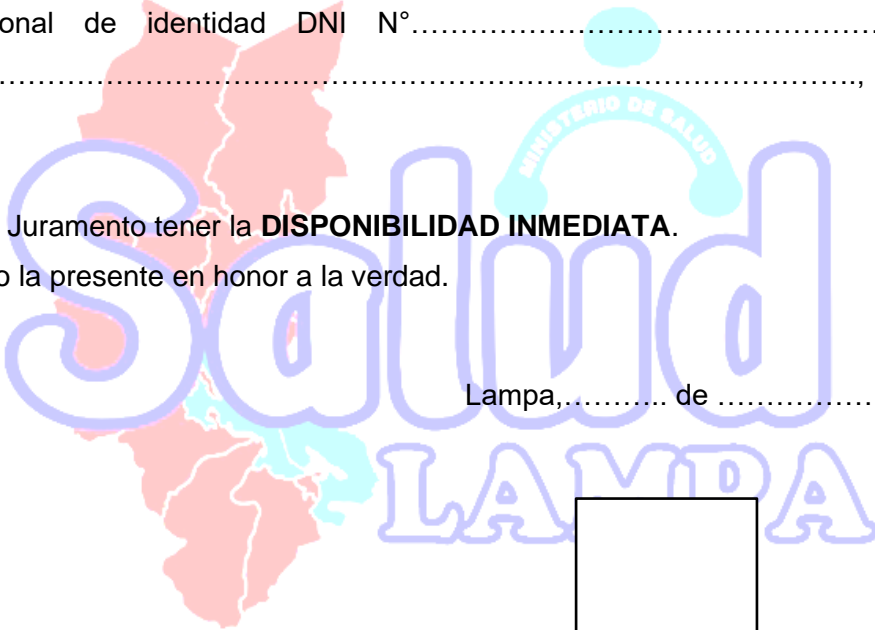 onal de identidad DNI N°……………………………………………
……………………………………………………………………………….,
MINISTERIO DE SALUD
Juramento tener la DISPONIBILIDAD INMEDIATA.
o la presente en honor a la verdad.
Salud
Lampa,……….. de ……………
LAMPA